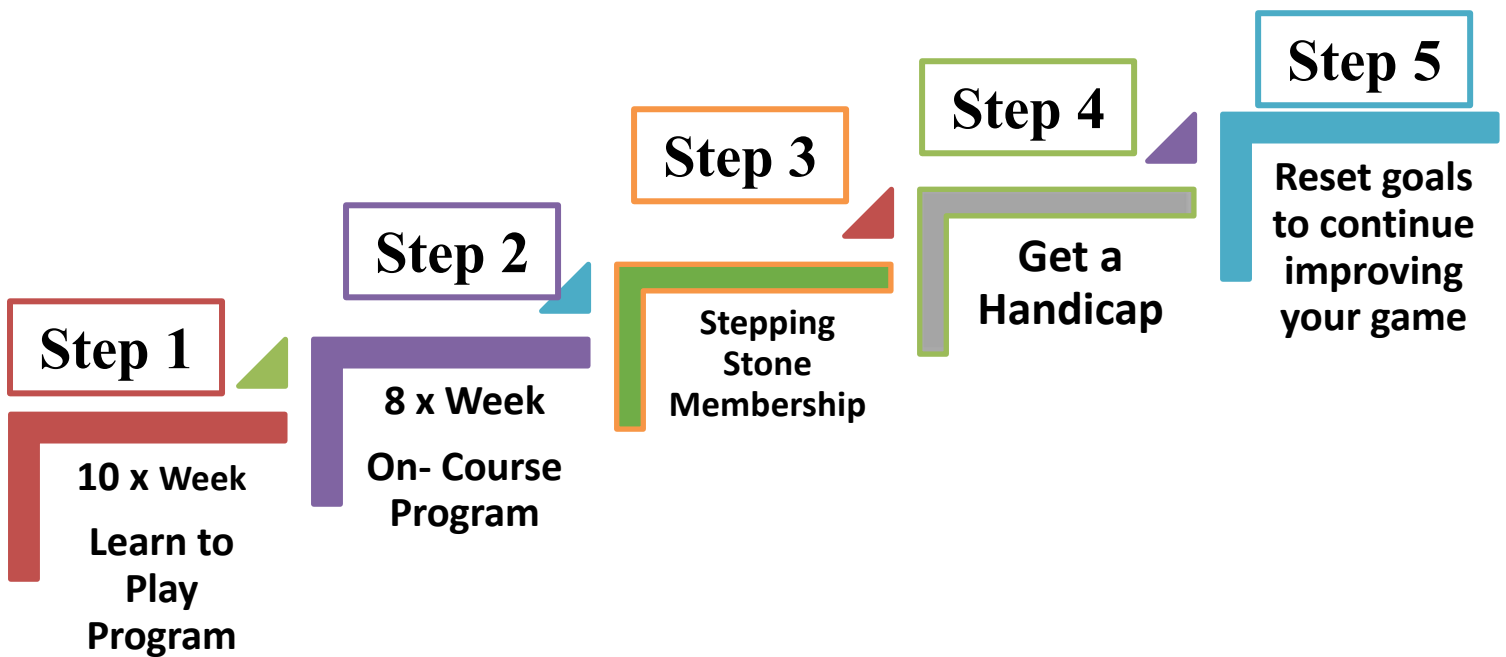 Step 1
10 x Week
Learn to
Play
Program
Step 2
8 x Week
On- Course
Program
Step 3
Stepping
Stone
Membership
Step 4
Get a
Handicap
Step 5
Reset goals
to continue
improving
your game